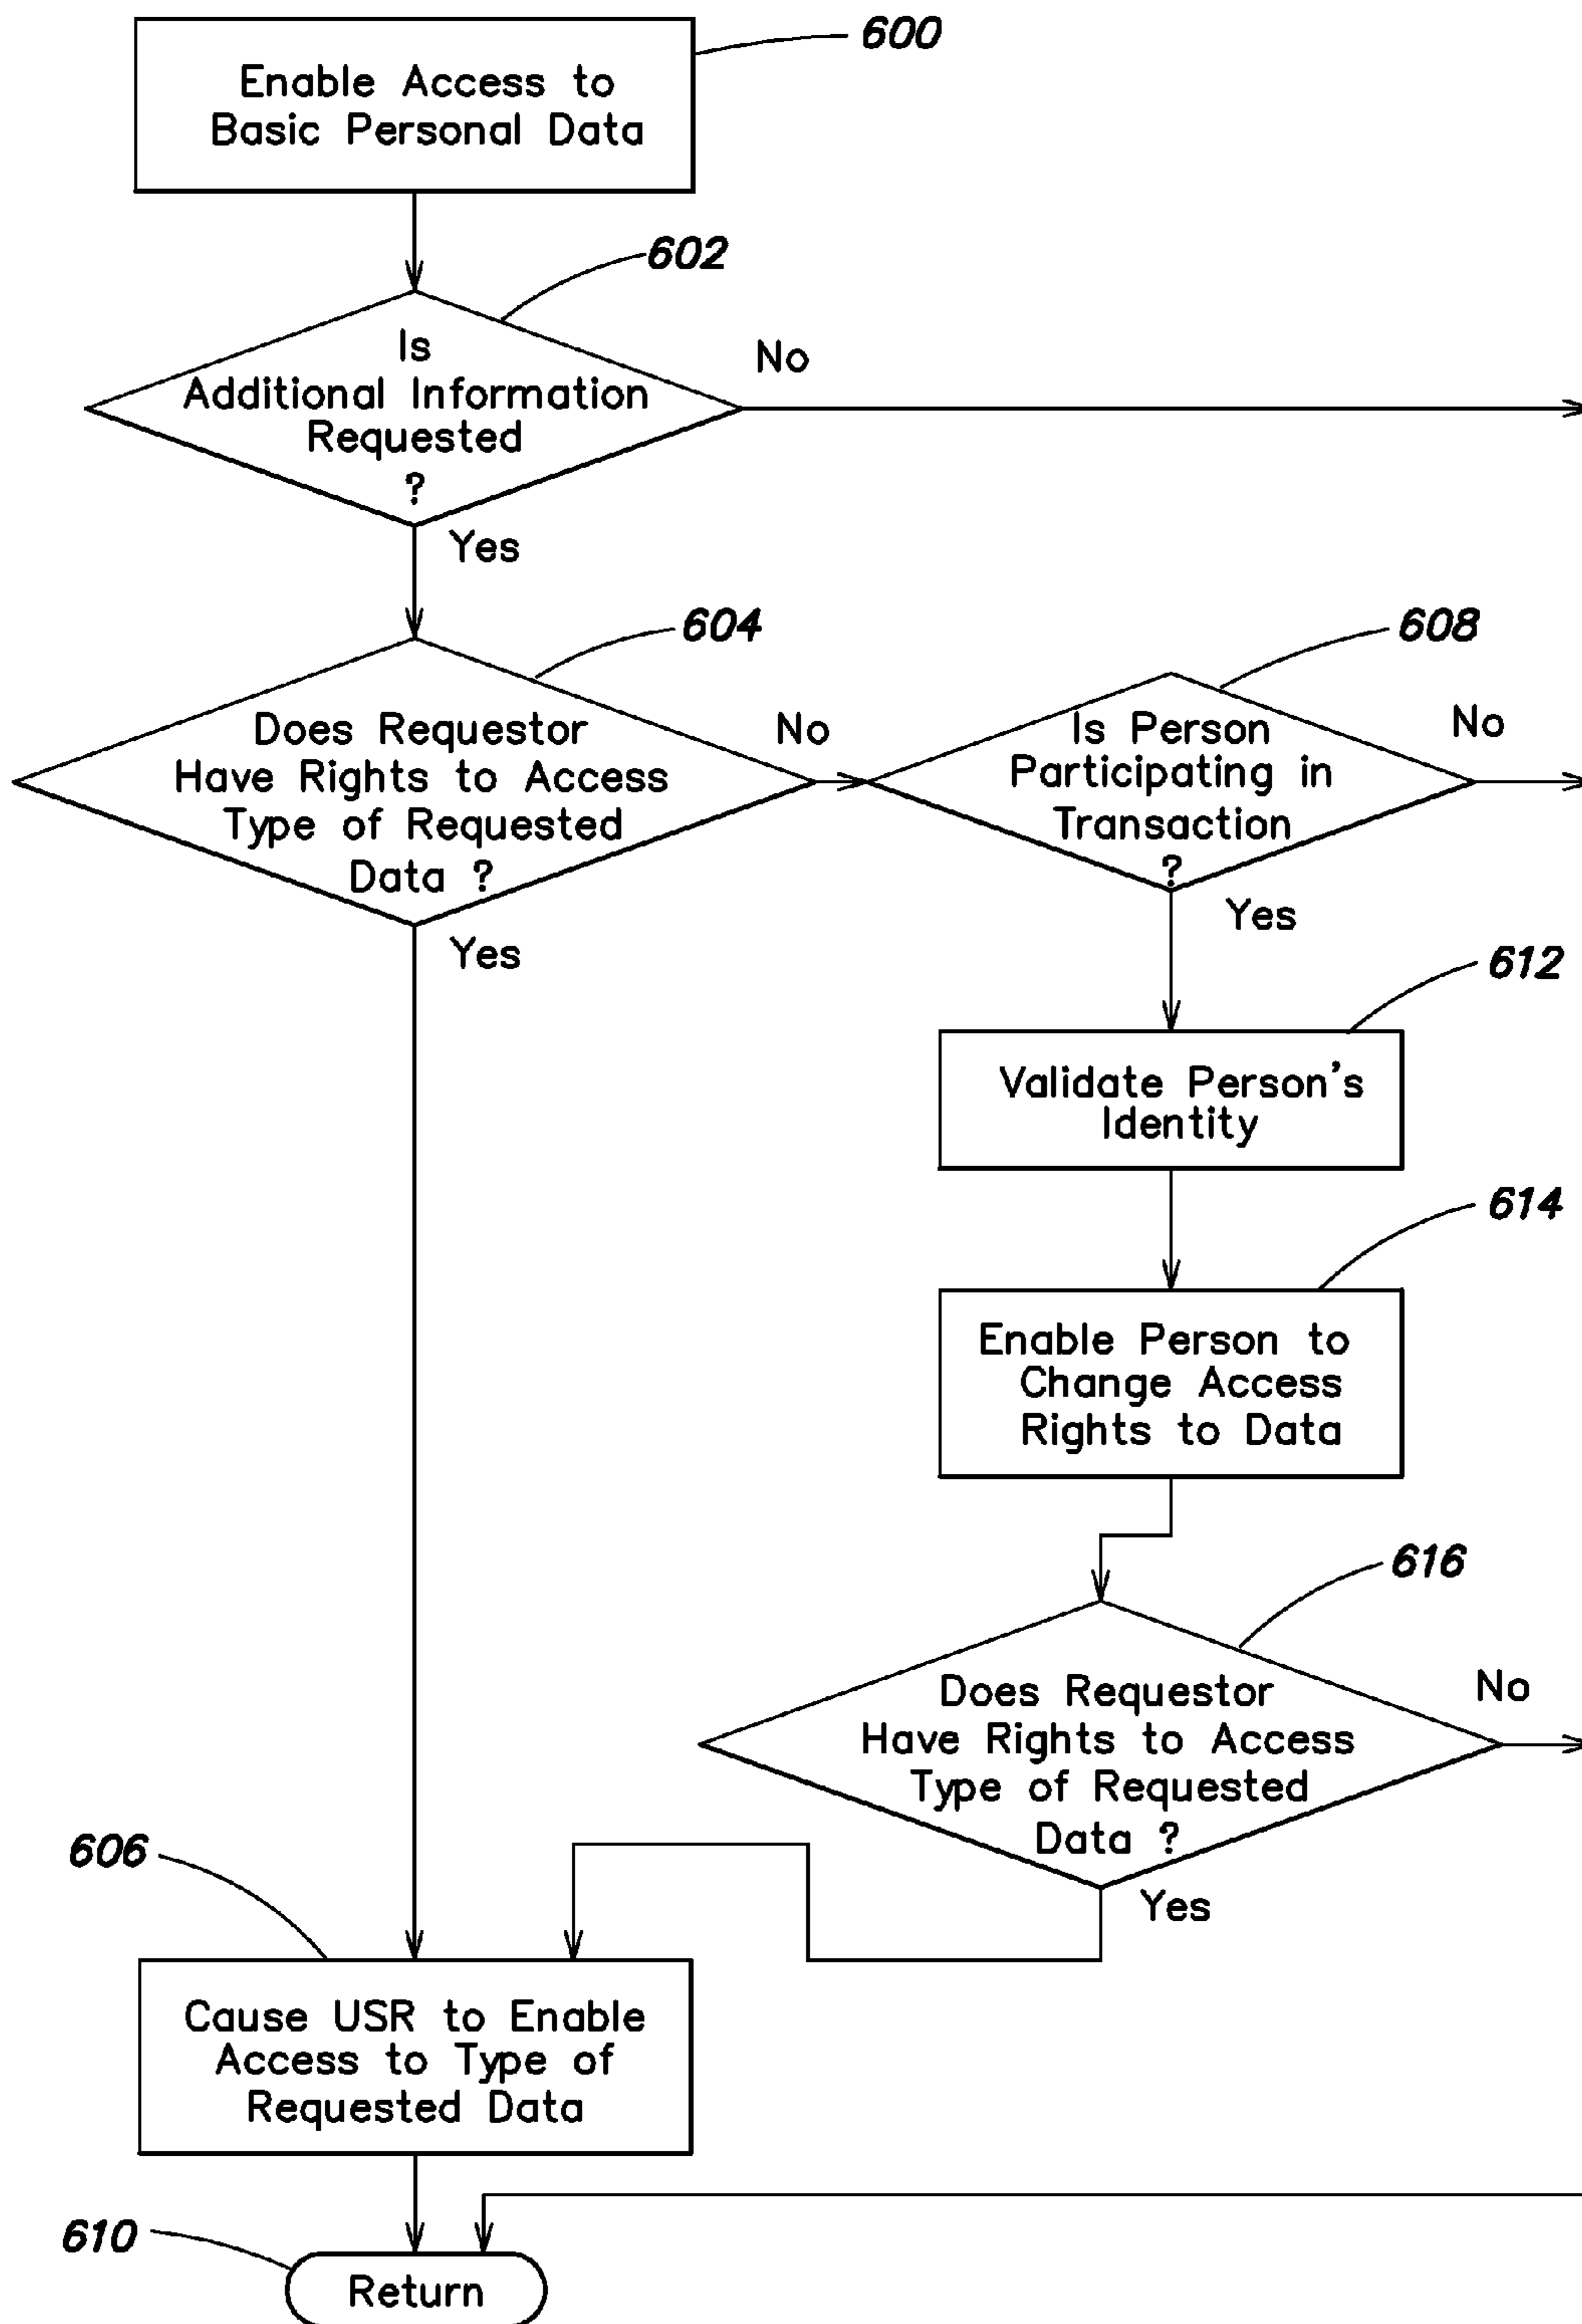 600
Enable Access to
Basic Personal Data
602
Is
Additional Information
Requested
?
No
Yes
604
Does Requestor
Have Rights to Access
Type of Requested
Data ?
No
Yes
608
Is Person
Participating in
Transaction
?
No
Yes
612
Validate Person's
Identity
614
Enable Person to
Change Access
Rights to Data
616
Does Requestor
Have Rights to Access
Type of Requested
Data ?
No
Yes
606
Cause USR to Enable
Access to Type of
Requested Data
610
Return